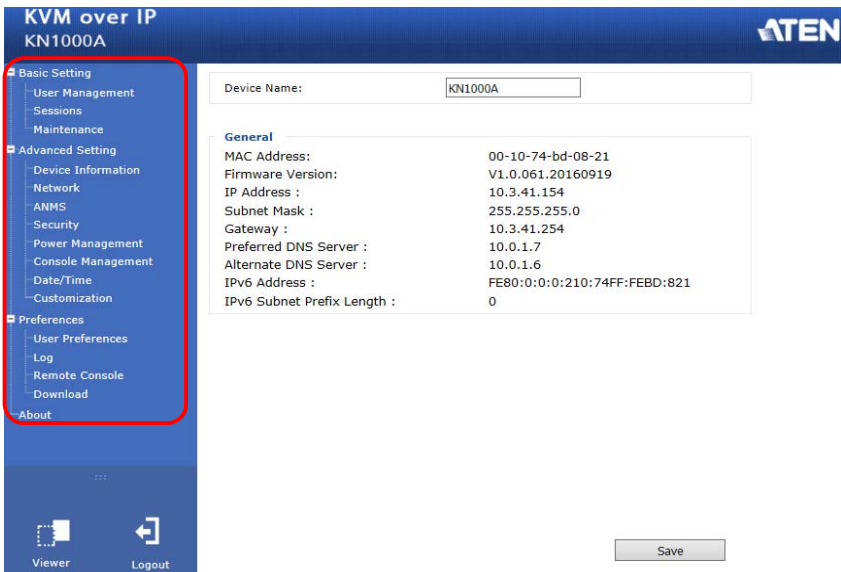 KVM over IP
KN1000A
ATEN
Basic Setting
User Management
Sessions
Maintenance
Advanced Setting
Device Information
Network
ANMS
Security
Power Management
Console Management
Date/Time
Customization
Preferences
User Preferences
Log
Remote Console
Download
About
Viewer
Logout
Device Name: KN1000A
General
MAC Address: 00-10-74-bd-08-21
Firmware Version: V1.0.061.20160919
IP Address : 10.3.41.154
Subnet Mask : 255.255.255.0
Gateway : 10.3.41.254
Preferred DNS Server : 10.0.1.7
Alternate DNS Server : 10.0.1.6
IPv6 Address : FE80:0:0:0:210:74FF:FEBD:821
IPv6 Subnet Prefix Length : 0
Save